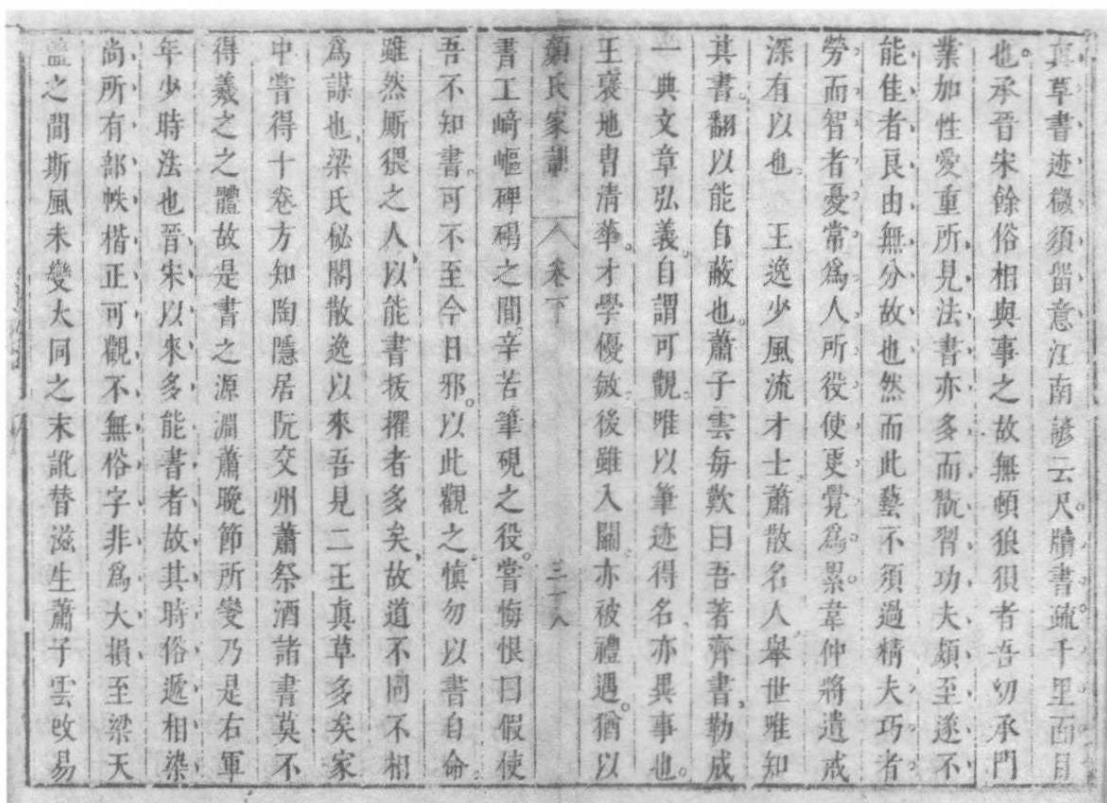 真草書迹微須留意江南諺云尺牘書疏千里面目
也承晉宋餘俗相與事之故無頓狼狽者吾幼承門
業加性愛重所見法書亦多而翫習功夫頗至遂不
能佳者良由無分故也然而此藝不須過精夫巧者
勞而智者憂常為人所役使更覺為累韋仲將遺戒
深有以也 王逸少風流才士蕭散名人舉世唯知
其書翻以能自蔽也蕭子雲每歎曰吾著齊書勒成
一典文章弘義自謂可觀唯以筆迹得名亦異事也
王襃地胄清華才學優敏後雖入關亦被禮遇猶以
顏氏家訓 卷下 三十八
書工崎嶇碑碣之間辛苦筆硯之役嘗悔恨曰假使
吾不知書可不至今日邪以此觀之慎勿以書自命
雖然厮猥之人以能書拔擢者多矣故道不同不相
為謀也梁氏秘閣散逸以來吾見二王真草多矣家
中嘗得十卷方知陶隱居阮交州蕭祭酒諸書莫不
得羲之之體故是書之源淵蕭晚節所變乃是右軍
年少時法也晉宋以來多能書者故其時俗遞相染
尚所有部帙楷正可觀不無俗字非為大損至梁天
監之間斯風未變大同之末訛替滋生蕭子雲改易